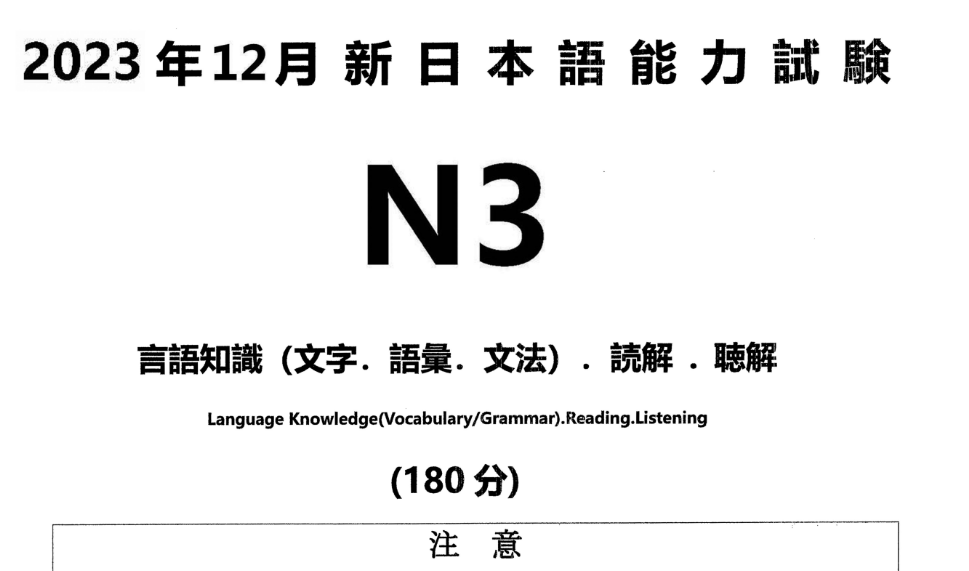 2023年12月新日本語能力試験
N3
言語知識（文字．語彙．文法）．読解．聴解
Language Knowledge(Vocabulary/Grammar).Reading.Listening
(180分)
注 意